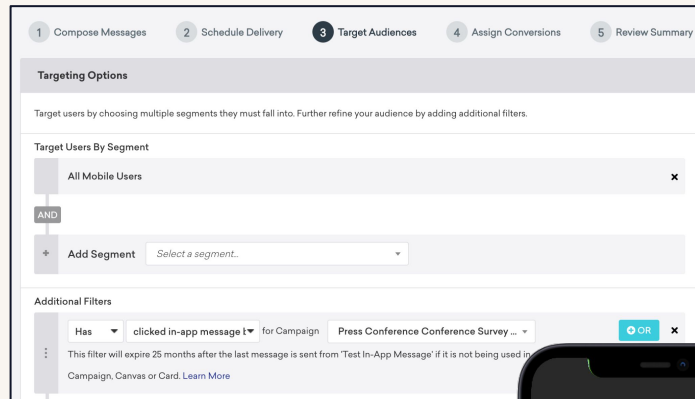 1 Compose Messages 2 Schedule Delivery 3 Target Audiences 4 Assign Conversions 5 Review Summary
Targeting Options
Target users by choosing multiple segments they must fall into. Further refine your audience by adding additional filters.
Target Users By Segment
All Mobile Users
AND
Add Segment Select a segment..
Additional Filters
Has clicked in-app message for Campaign Press Conference Conference Survey ... OR
This filter will expire 25 months after the last message is sent from 'Test In-App Message' if it is not being used in
Campaign, Canvas or Card. Learn More